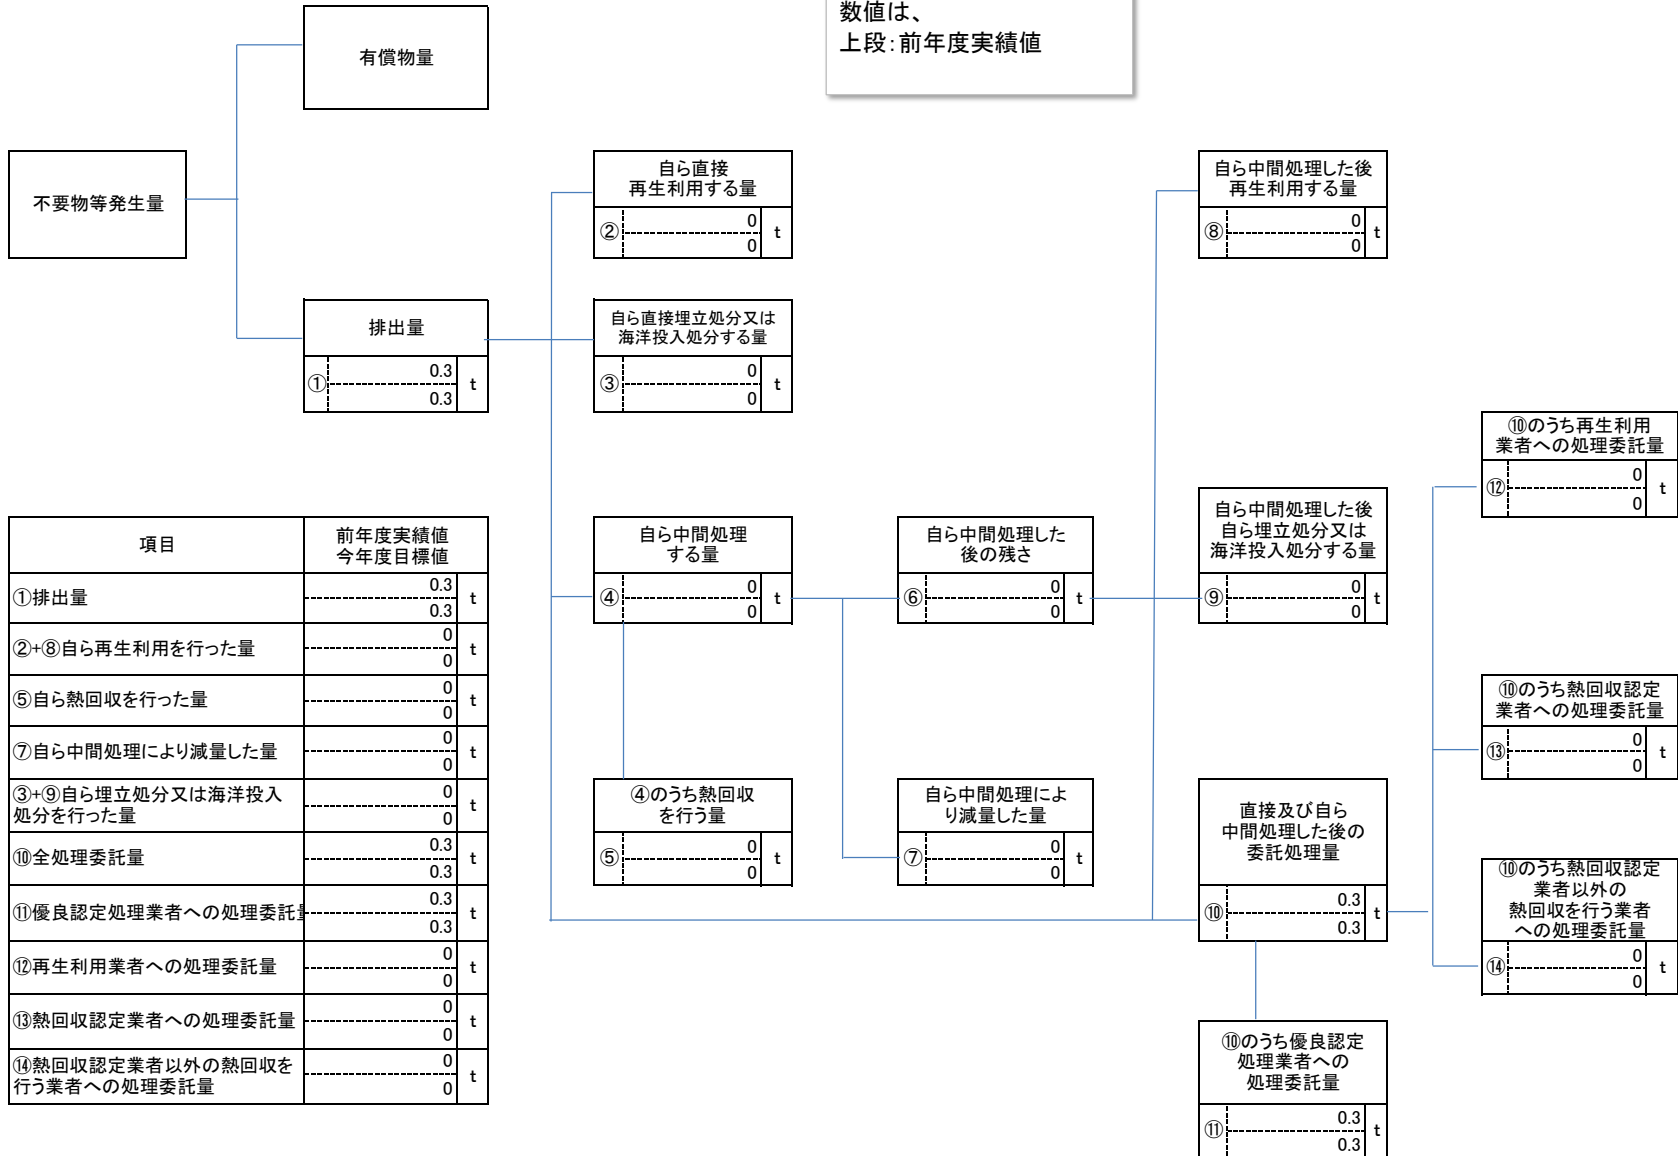 数値は、
上段：前年度実績値
有償物量
不要物等発生量
自ら直接
再生利用する量
②
0
0
t
自ら中間処理した後
再生利用する量
⑧
0
0
t
排出量
①
0.3
0.3
t
自ら直接埋立処分又は
海洋投入処分する量
③
0
0
t
⑩のうち再生利用
業者への処理委託量
⑫
0
0
t
自ら中間処理
する量
④
0
0
t
自ら中間処理した
後の残さ
⑥
0
0
t
自ら中間処理した後
自ら埋立処分又は
海洋投入処分する量
⑨
0
0
t
⑩のうち熱回収認定
業者への処理委託量
⑬
0
0
t
④のうち熱回収
を行う量
⑤
0
0
t
自ら中間処理によ
り減量した量
⑦
0
0
t
直接及び自ら
中間処理した後の
委託処理量
⑩
0.3
0.3
t
⑩のうち熱回収認定
業者以外の
熱回収を行う業者
への処理委託量
⑭
0
0
t
⑩のうち優良認定
処理業者への
処理委託量
⑪
0.3
0.3
t
項目
前年度実績値
今年度目標値
①排出量
0.3
0.3
t
②+⑧自ら再生利用を行った量
0
0
t
⑤自ら熱回収を行った量
0
0
t
⑦自ら中間処理により減量した量
0
0
t
③+⑨自ら埋立処分又は海洋投入
処分を行った量
0
0
t
⑩全処理委託量
0.3
0.3
t
⑪優良認定処理業者への処理委託
0.3
0.3
t
⑫再生利用業者への処理委託量
0
0
t
⑬熱回収認定業者への処理委託量
0
0
t
⑭熱回収認定業者以外の熱回収を
行う業者への処理委託量
0
0
t